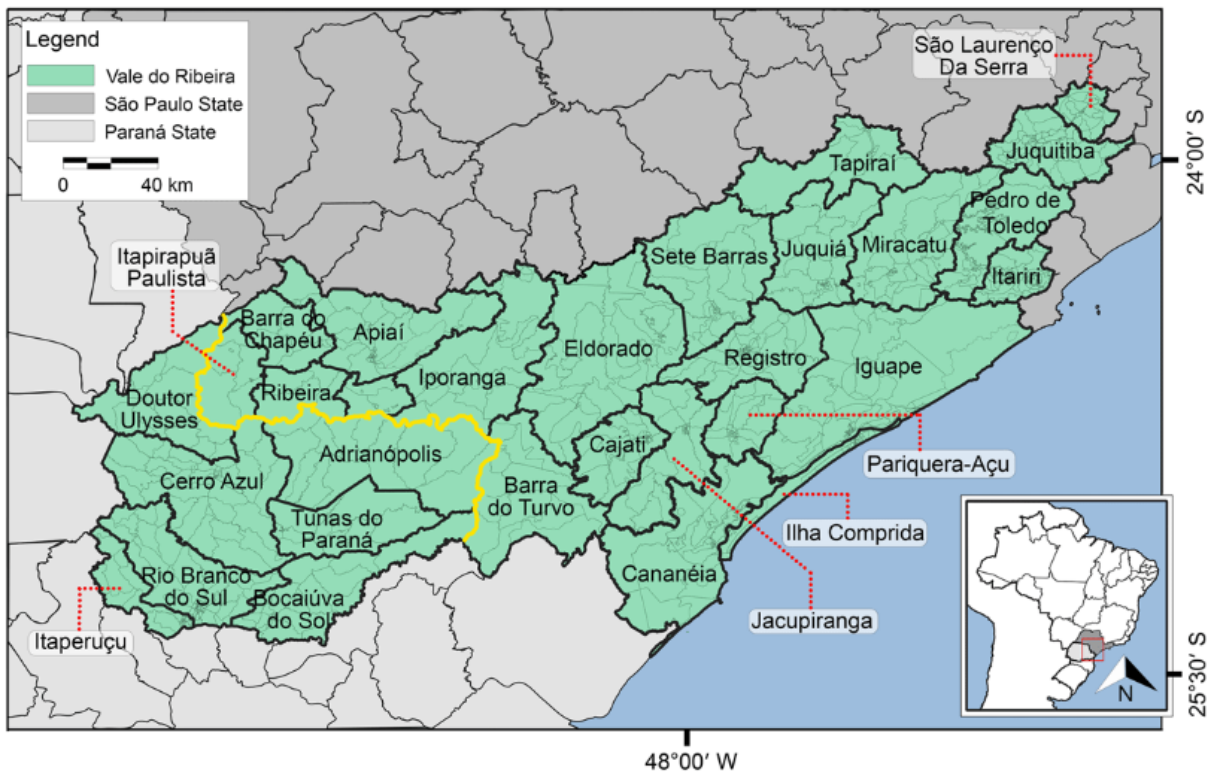 Legend
Vale do Ribeira
São Paulo State
Paraná State
0 40 km
São Laurenço
Da Serra
24°00′ S
Juquitiba
Tapiraí
Pedro de
Toledo
Sete Barras
Juquiá
Miracatu
Itariri
Itapirapuã
Paulista
Barra do
Chapéu
Apiaí
Eldorado
Registro
Iguape
Iporanga
Ribeira
Doutor
Ulysses
Cajati
Adrianópolis
Pariquera-Açu
Cerro Azul
Barra
do Turvo
Tunas do
Paraná
Ilha Comprida
Cananéia
Rio Branco
do Sul
Bocaiúva
do Sol
Jacupiranga
Itaperuçu
N
25°30′ S
48°00′ W